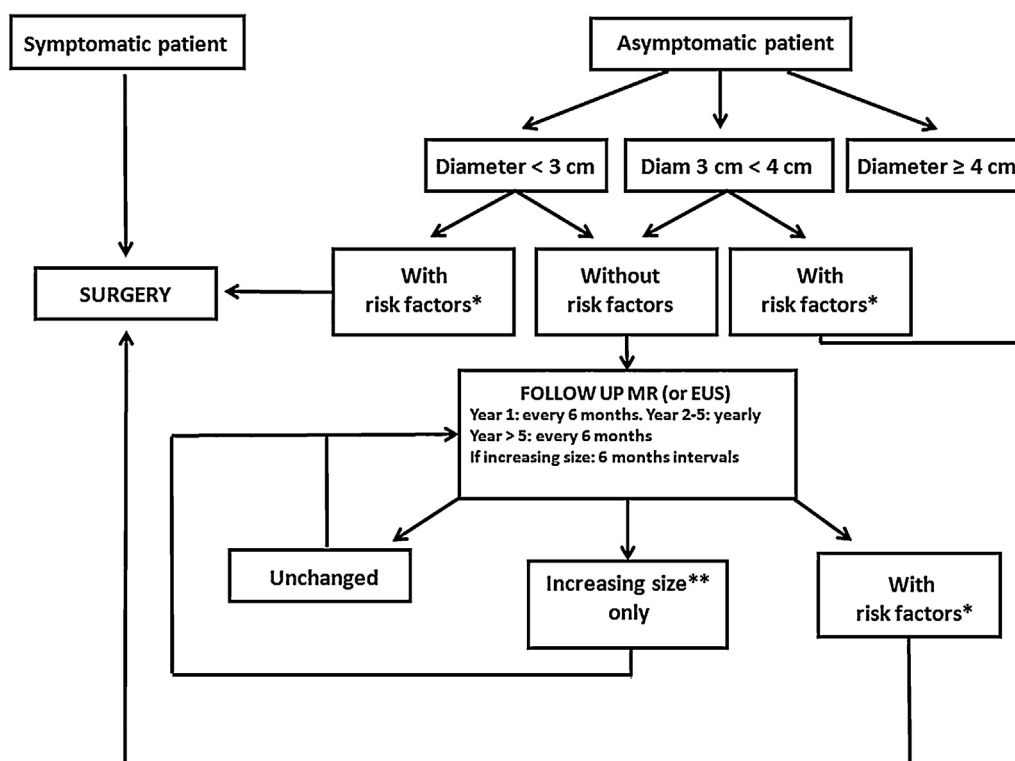 Symptomatic patient
Asymptomatic patient
Diameter < 3 cm
Diam 3 cm < 4 cm
Diameter ≥ 4 cm
SURGERY
With
risk factors*
Without
risk factors
With
risk factors*
FOLLOW UP MR (or EUS)
Year 1: every 6 months. Year 2-5: yearly
Year > 5: every 6 months
If increasing size: 6 months intervals
Unchanged
Increasing size**
only
With
risk factors*